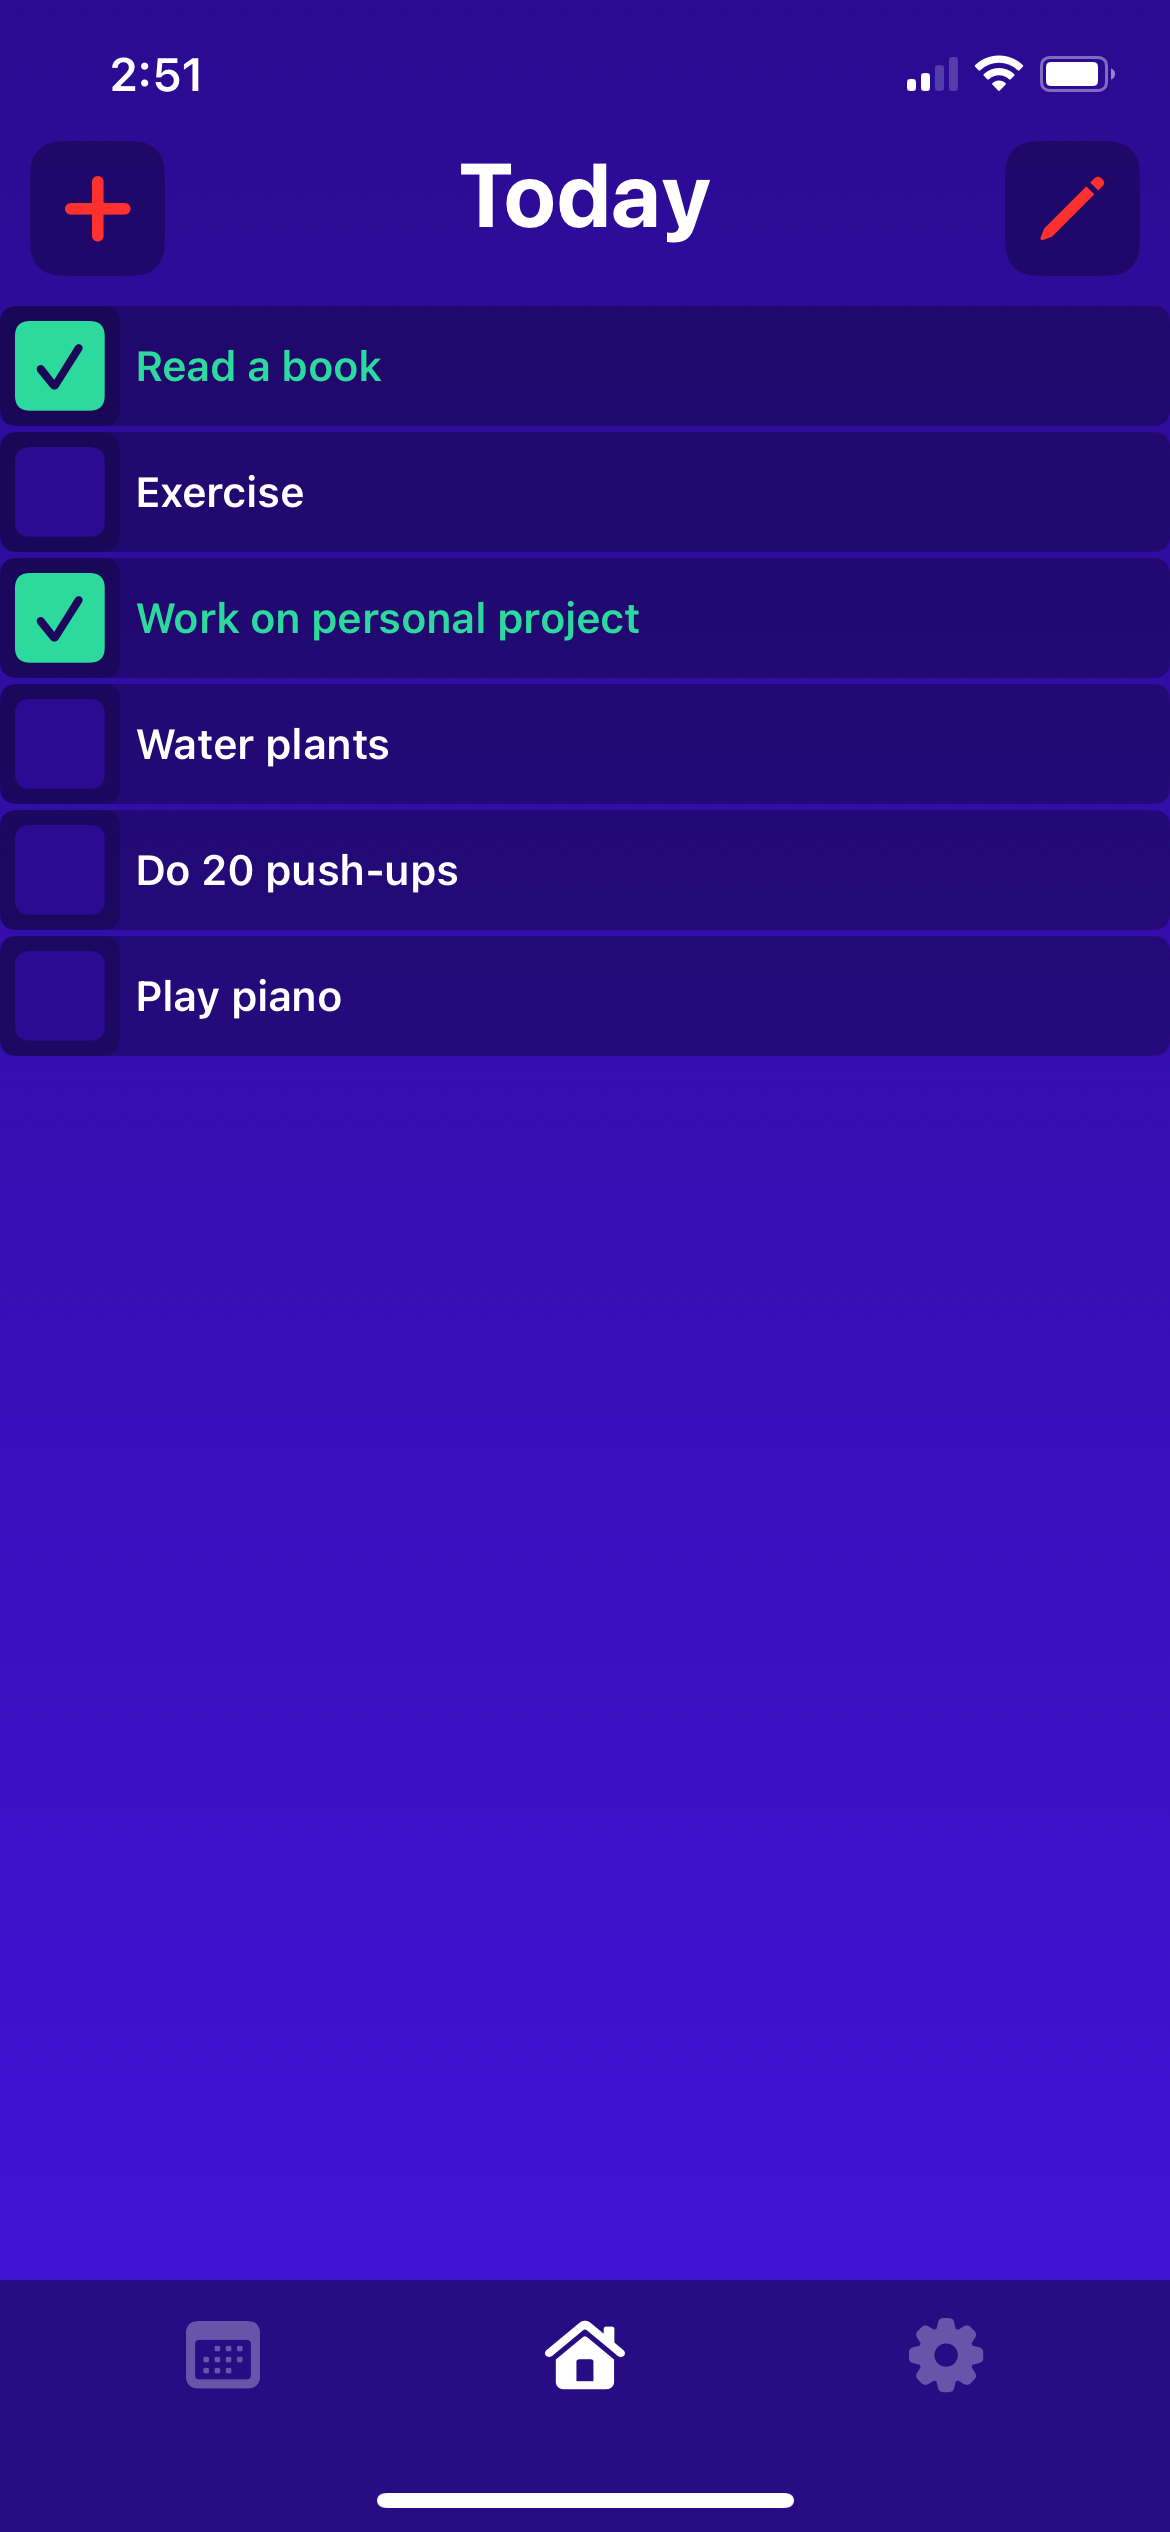 2:51
Today
Read a book
Exercise
Work on personal project
Water plants
Do 20 push-ups
Play piano